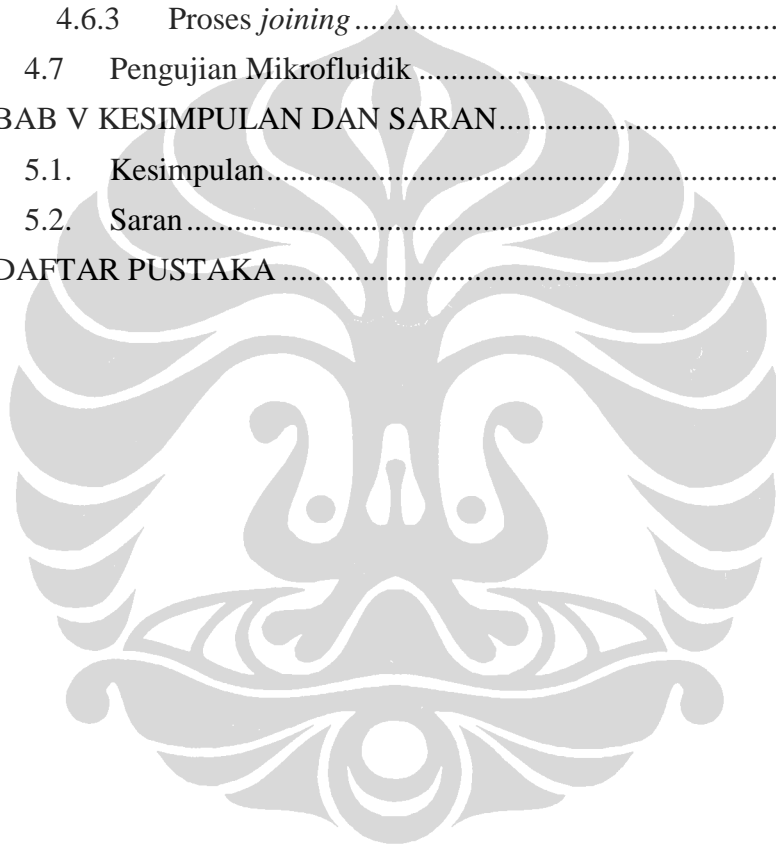 4.6.3 Proses joining ........................................................................
4.7 Pengujian Mikrofluidik ............................................................
BAB V KESIMPULAN DAN SARAN..............................................
5.1. Kesimpulan................................................................................
5.2. Saran...........................................................................................
DAFTAR PUSTAKA ....................................................................